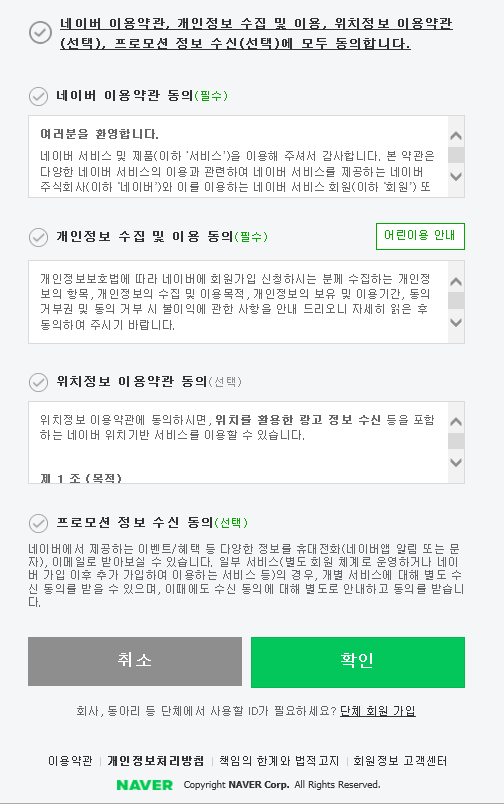 네이버 이용약관, 개인정보 수집 및 이용, 위치정보 이용약관
(선택), 프로모션 정보 수신(선택)에 모두 동의합니다.
네이버 이용약관 동의(필수)
여러분을 환영합니다.
네이버 서비스 및 제품(이하 '서비스')을 이용해 주셔서 감사합니다. 본 약관은
다양한 네이버 서비스의 이용과 관련하여 네이버 서비스를 제공하는 네이버
주식회사(이하 '네이버')와 이를 이용하는 네이버 서비스 회원(이하 '회원') 또
개인정보 수집 및 이용 동의(필수)
어린이용 안내
개인정보보호법에 따라 네이버에 회원가입 신청하시는 분께 수집하는 개인정
보의 항목, 개인정보의 수집 및 이용목적, 개인정보의 보유 및 이용기간, 동의
거부권 및 동의 거부 시 불이익에 관한 사항을 안내 드리오니 자세히 읽은 후
동의하여 주시기 바랍니다.
위치정보 이용약관 동의(선택)
위치정보 이용약관에 동의하시면, 위치를 활용한 광고 정보 수신 등을 포함
하는 네이버 위치기반 서비스를 이용할 수 있습니다.
제 1 조 (목적)
프로모션 정보 수신 동의(선택)
네이버에서 제공하는 이벤트/혜택 등 다양한 정보를 휴대전화(네이버앱 알림 또는 문
자), 이메일로 받아보실 수 있습니다. 일부 서비스(별도 회원 체계로 운영하거나 네이
버 가입 이후 추가 가입하여 이용하는 서비스 등)의 경우, 개별 서비스에 대해 별도 수
신 동의를 받을 수 있으며, 이때에도 수신 동의에 대해 별도로 안내하고 동의를 받습니
다.
취소
확인
회사, 동아리 등 단체에서 사용할 ID가 필요하세요? 단체 회원 가입
이용약관 | 개인정보처리방침 | 책임의 한계와 법적고지 | 회원정보 고객센터
NAVER Copyright NAVER Corp. All Rights Reserved.